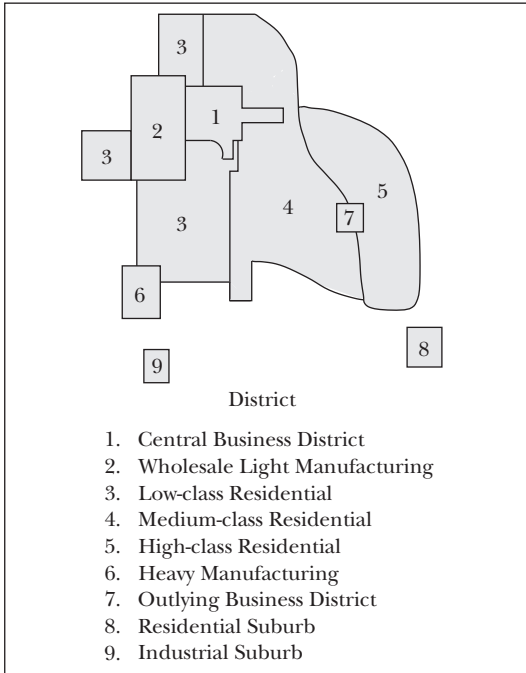 3
1
2
3
5
4
7
3
6
8
9
District
1. Central Business District
2. Wholesale Light Manufacturing
3. Low-class Residential
4. Medium-class Residential
5. High-class Residential
6. Heavy Manufacturing
7. Outlying Business District
8. Residential Suburb
9. Industrial Suburb